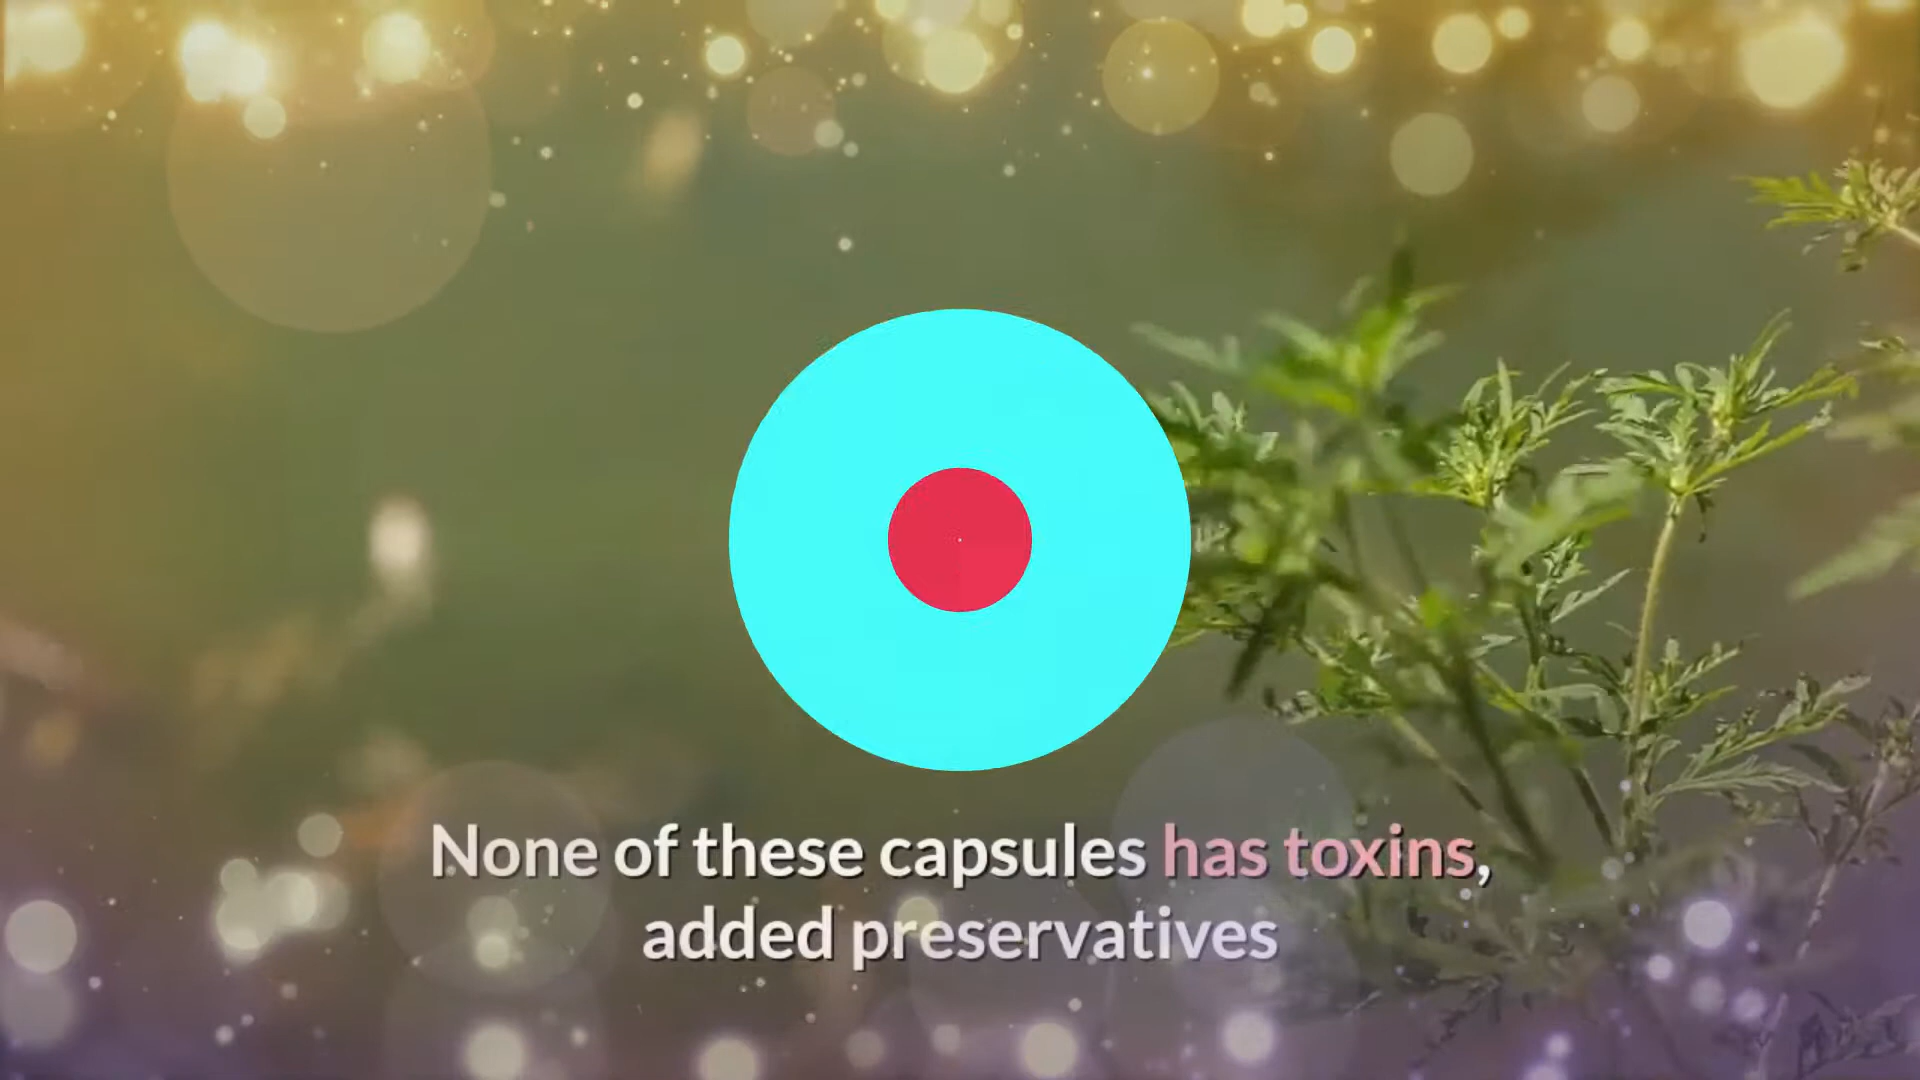 None of these capsules has toxins,
added preservatives